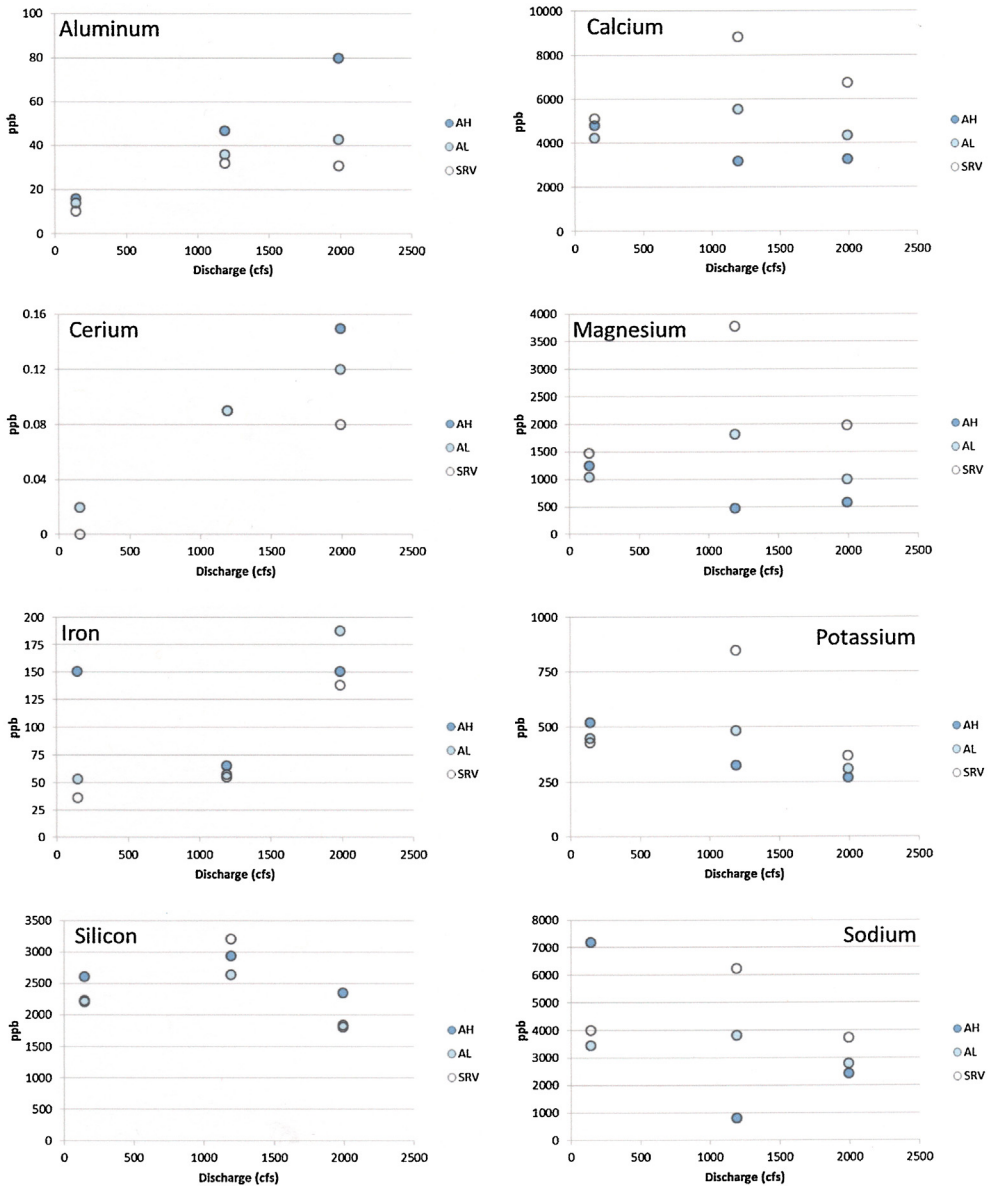 Aluminum
100
80
60
40
20
0
ppb
0 500 1000 1500 2000 2500
Discharge (cfs)
AH
AL
SRV
Calcium
10000
8000
6000
4000
2000
0
ppb
0 500 1000 1500 2000 2500
Discharge (cfs)
AH
AL
SRV
Cerium
0.16
0.12
0.08
0.04
0
ppb
0 500 1000 1500 2000 2500
Discharge (cfs)
AH
AL
SRV
Magnesium
4000
3500
3000
2500
2000
1500
1000
500
0
ppb
0 500 1000 1500 2000 2500
Discharge (cfs)
AH
AL
SRV
Iron
200
175
150
125
100
75
50
25
0
ppb
0 500 1000 1500 2000 2500
Discharge (cfs)
AH
AL
SRV
Potassium
1000
750
500
250
0
ppb
0 500 1000 1500 2000 2500
Discharge (cfs)
AH
AL
SRV
Silicon
3500
3000
2500
2000
1500
1000
500
0
ppb
0 500 1000 1500 2000 2500
Discharge (cfs)
AH
AL
SRV
Sodium
8000
7000
6000
5000
4000
3000
2000
1000
0
ppb
0 500 1000 1500 2000 2500
Discharge (cfs)
AH
AL
SRV